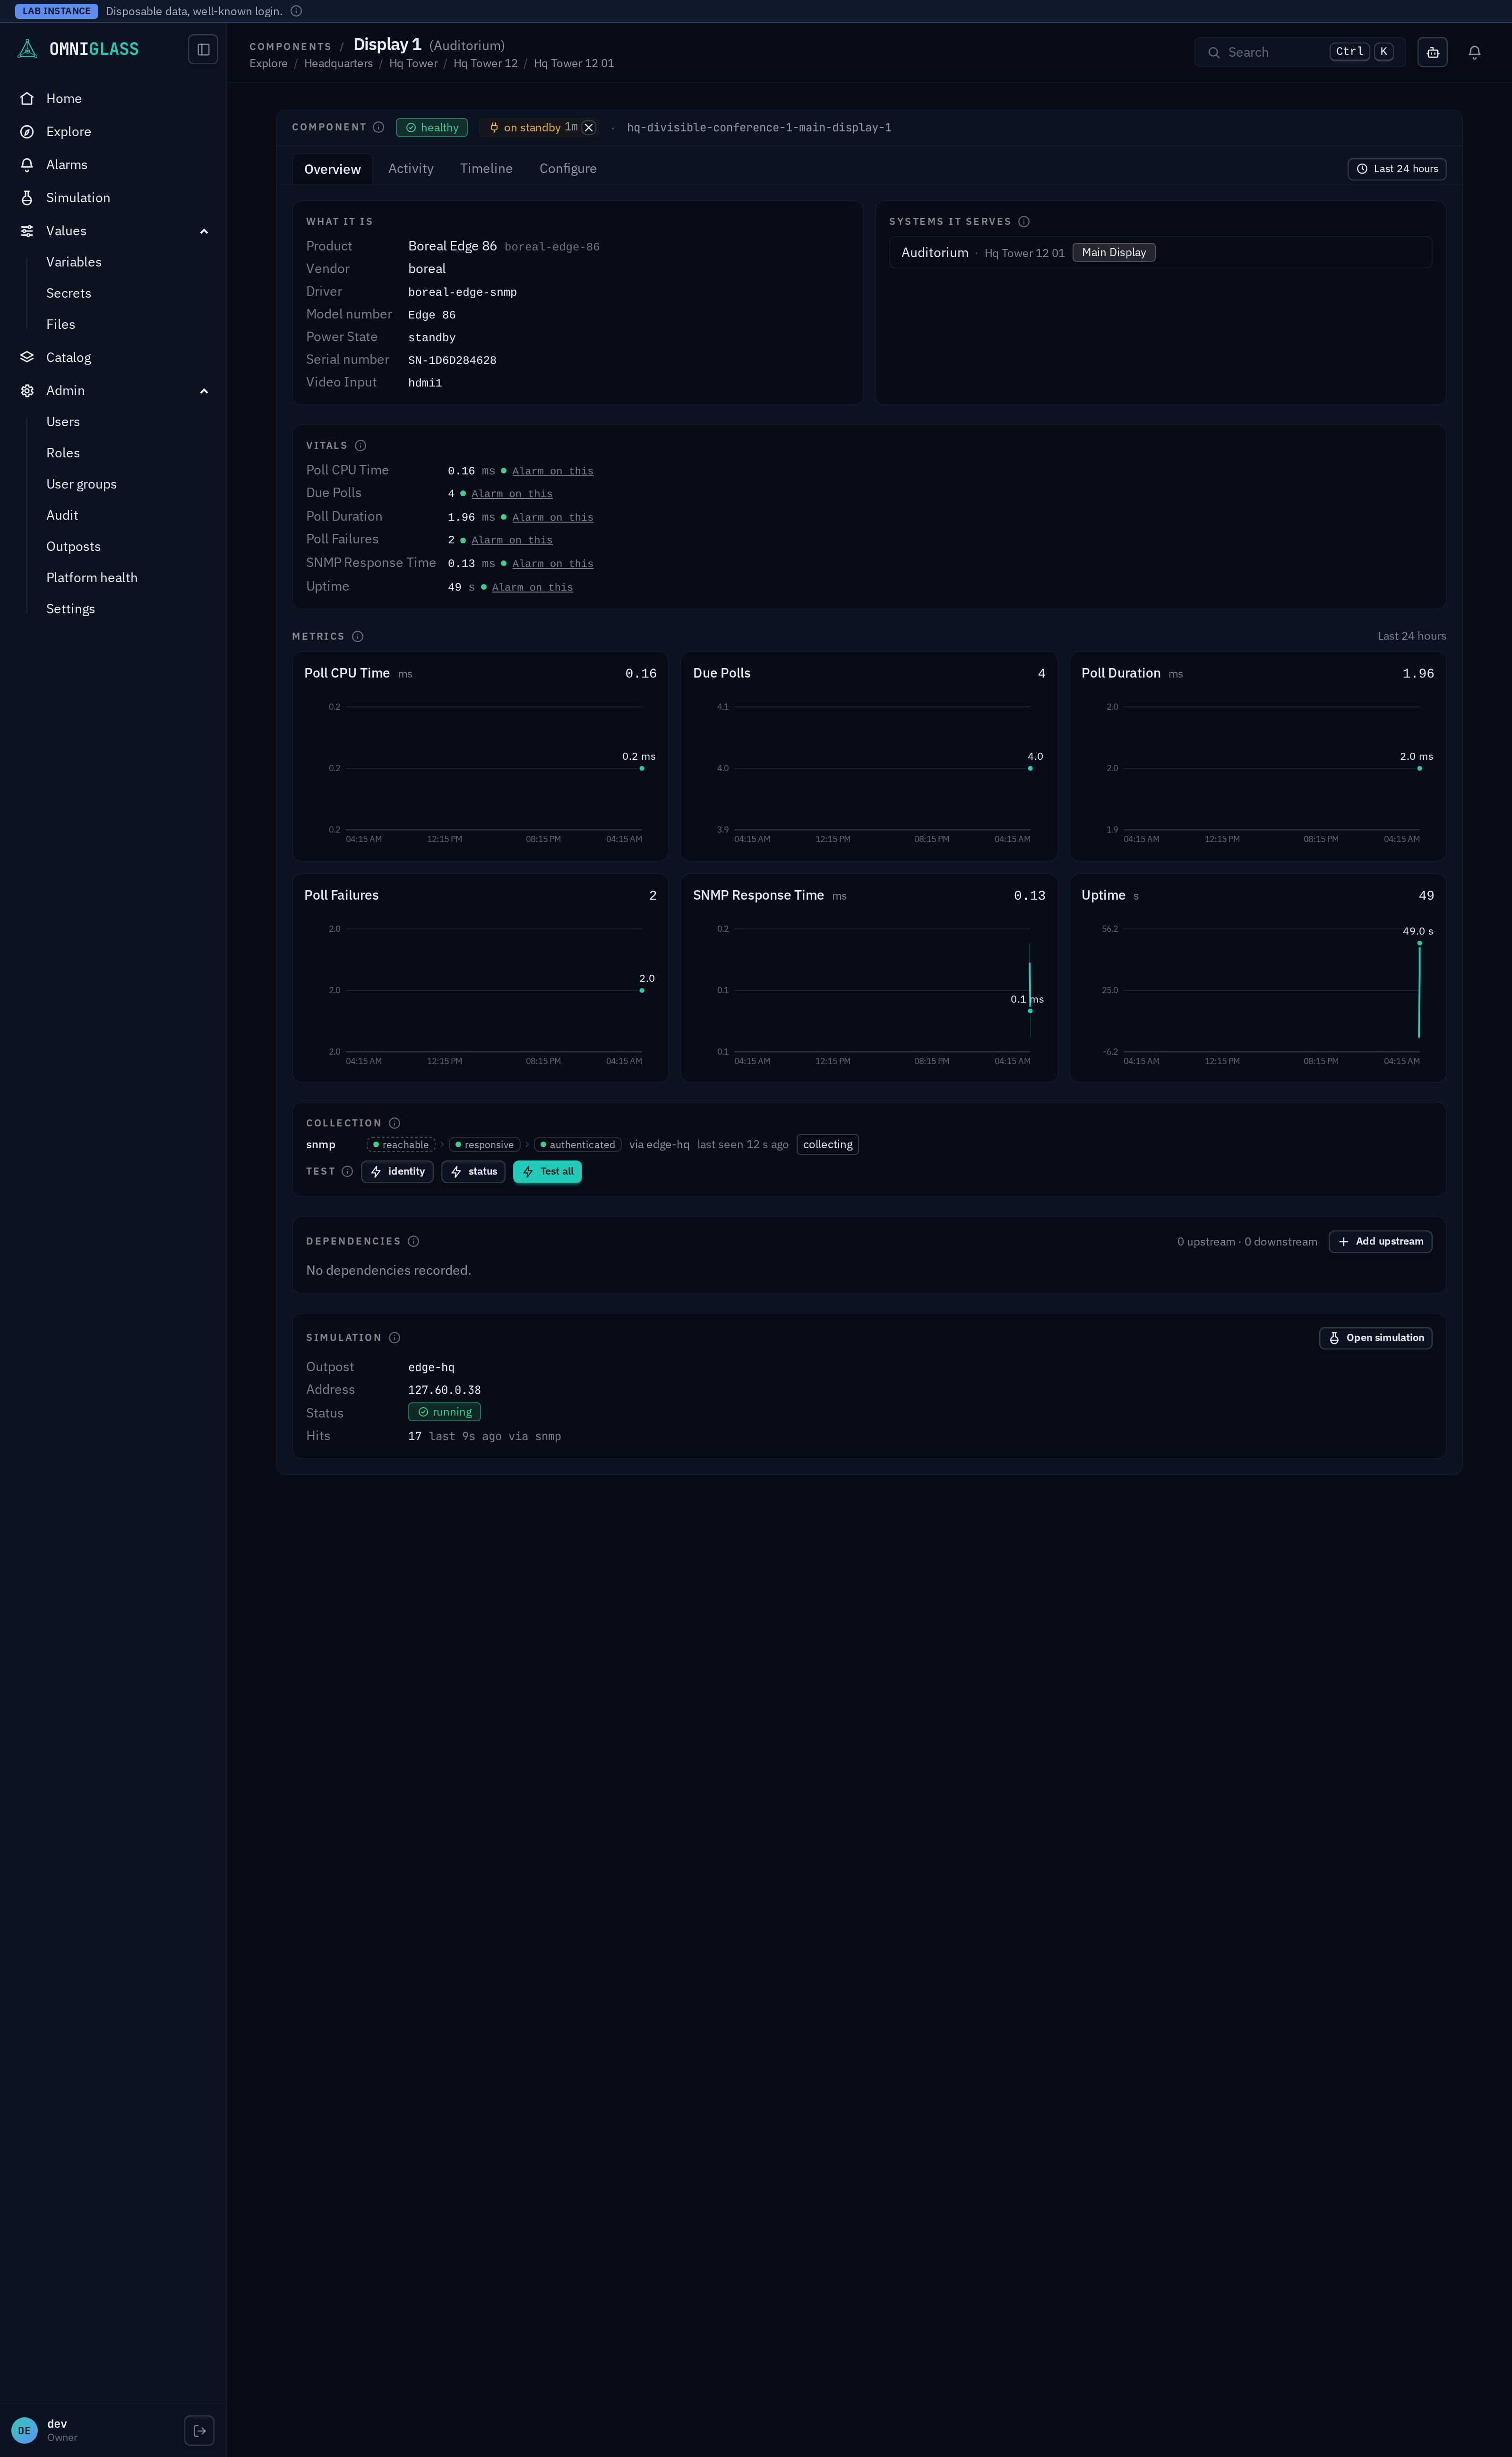 LAB INSTANCE Disposable data, well-known login.
OMNIGLASS
COMPONENTS / Display 1 (Auditorium)
Explore / Headquarters / Hq Tower / Hq Tower 12 / Hq Tower 12 01
Search Ctrl K
Home
Explore
Alarms
Simulation
Values
Variables
Secrets
Files
Catalog
Admin
Users
Roles
User groups
Audit
Outposts
Platform health
Settings
COMPONENT healthy on standby 1m · hq-divisible-conference-1-main-display-1
Overview Activity Timeline Configure Last 24 hours
WHAT IT IS
Product Boreal Edge 86 boreal-edge-86
Vendor boreal
Driver boreal-edge-snmp
Model number Edge 86
Power State standby
Serial number SN-1D6D284628
Video Input hdmi1
SYSTEMS IT SERVES
Auditorium · Hq Tower 12 01 Main Display
VITALS
Poll CPU Time 0.16 ms Alarm on this
Due Polls 4 Alarm on this
Poll Duration 1.96 ms Alarm on this
Poll Failures 2 Alarm on this
SNMP Response Time 0.13 ms Alarm on this
Uptime 49 s Alarm on this
METRICS Last 24 hours
Poll CPU Time ms 0.16
0.2
0.2 ms
0.2
0.2
04:15 AM 12:15 PM 08:15 PM 04:15 AM
Due Polls 4
4.1
4.0
4.0
3.9
04:15 AM 12:15 PM 08:15 PM 04:15 AM
Poll Duration ms 1.96
2.0
2.0 ms
2.0
1.9
04:15 AM 12:15 PM 08:15 PM 04:15 AM
Poll Failures 2
2.0
2.0
2.0
2.0
04:15 AM 12:15 PM 08:15 PM 04:15 AM
SNMP Response Time ms 0.13
0.2
0.1
0.1 ms
0.1
04:15 AM 12:15 PM 08:15 PM 04:15 AM
Uptime s 49
56.2
49.0 s
25.0
-6.2
04:15 AM 12:15 PM 08:15 PM 04:15 AM
COLLECTION
snmp reachable › responsive › authenticated via edge-hq last seen 12 s ago collecting
TEST identity status Test all
DEPENDENCIES 0 upstream · 0 downstream Add upstream
No dependencies recorded.
SIMULATION Open simulation
Outpost edge-hq
Address 127.60.0.38
Status running
Hits 17 last 9s ago via snmp
DE dev
Owner